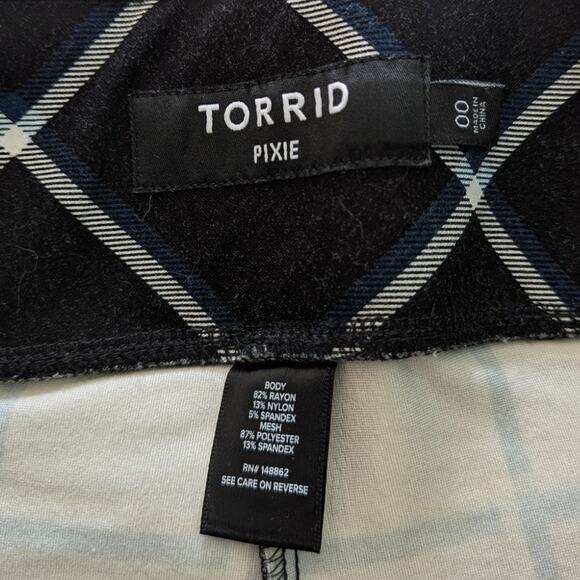 TORRID
PIXIE
00
MADE IN
CHINA
BODY
82% RAYON
13% NYLON
5% SPANDEX
MESH
87% POLYESTER
13% SPANDEX
RN# 148862
SEE CARE ON REVERSE